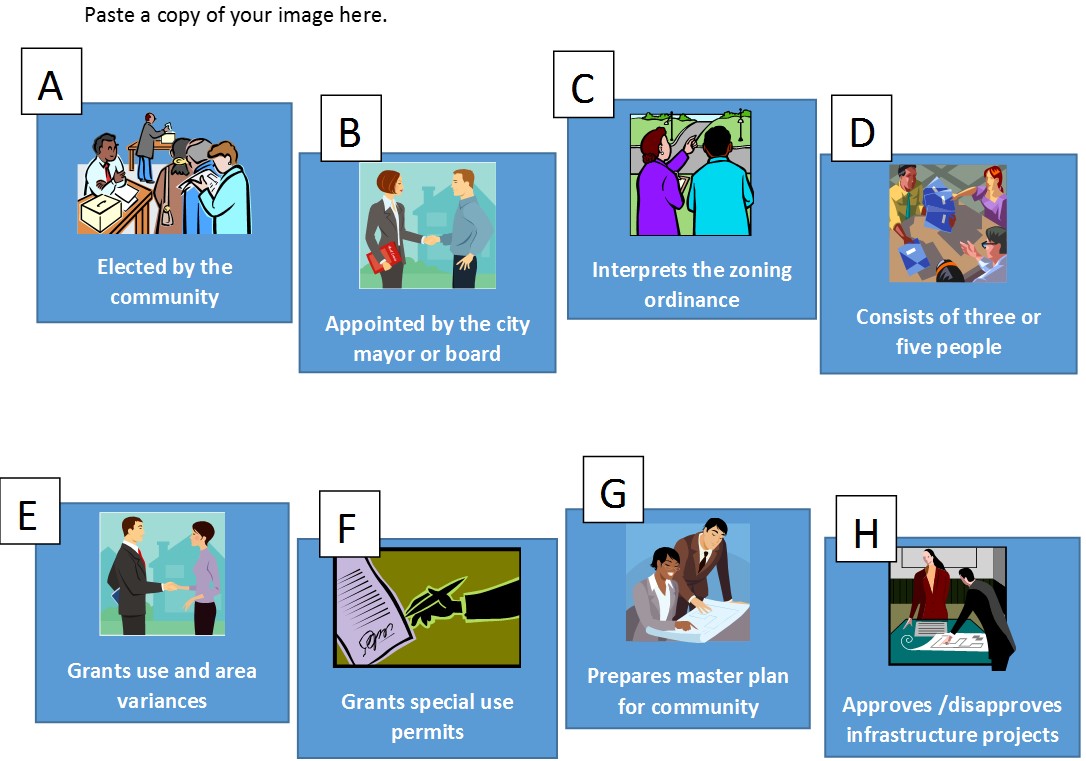 Paste a copy of your image here.
A
Elected by the
community
B
Appointed by the city
mayor or board
C
Interprets the zoning
ordinance
D
Consists of three or
five people
E
Grants use and area
variances
F
Grants special use
permits
G
Prepares master plan
for community
H
Approves /disapproves
infrastructure projects